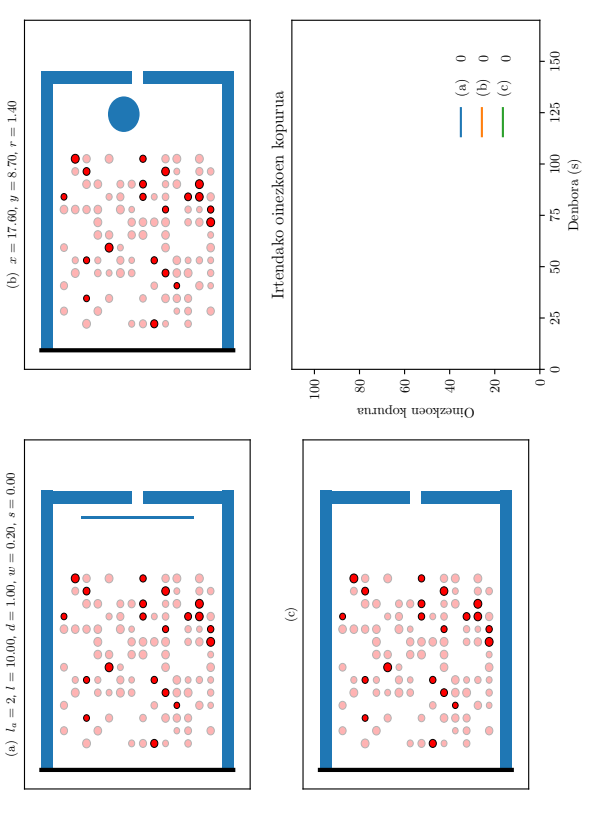 (a) $l_a = 2$, $l = 10.00$, $d = 1.00$, $w = 0.20$, $s = 0.00$
(b) $x = 17.60$, $y = 8.70$, $r = 1.40$
(c)
Irtendako oinezkoen kopurua
Oinezkoen kopurua
100
80
60
40
20
0
(a) 0
(b) 0
(c) 0
0 25 50 75 100 125 150
Denbora (s)